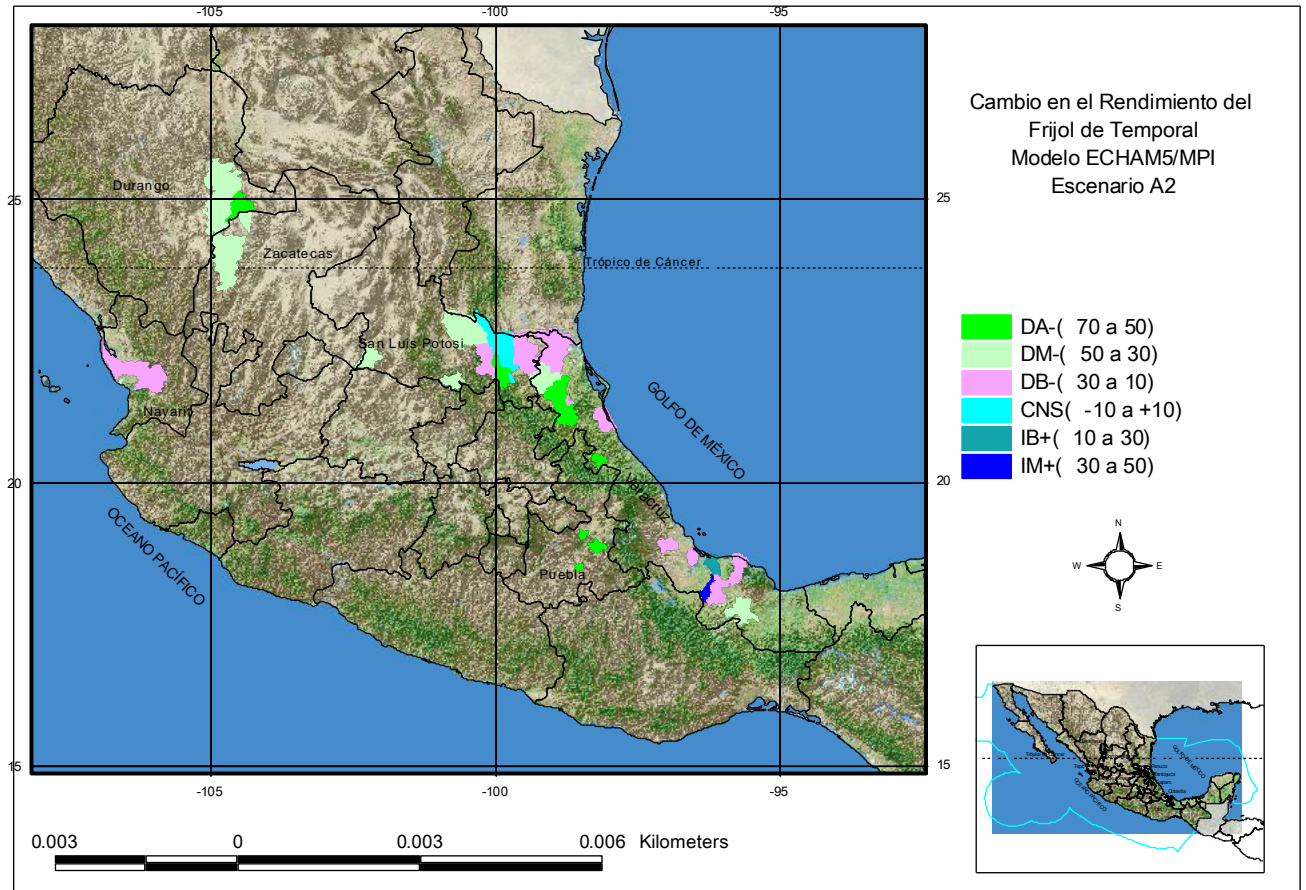 -105 -100 -95
Cambio en el Rendimiento del
Frijol de Temporal
Modelo ECHAM5/MPI
Escenario A2
Durango
25 25
Zacatecas
Trópico de Cáncer
San Luis Potosí
DA-( 70 a 50)
DM-( 50 a 30)
DB-( 30 a 10)
CNS( -10 a +10)
IB+( 10 a 30)
IM+( 30 a 50)
Nayarit
GOLFO DE MÉXICO
20 20
Veracruz
OCEANO PACÍFICO
Puebla
N
W E
S
15 15
-105 -100 -95
0.003 0 0.003 0.006 Kilometers